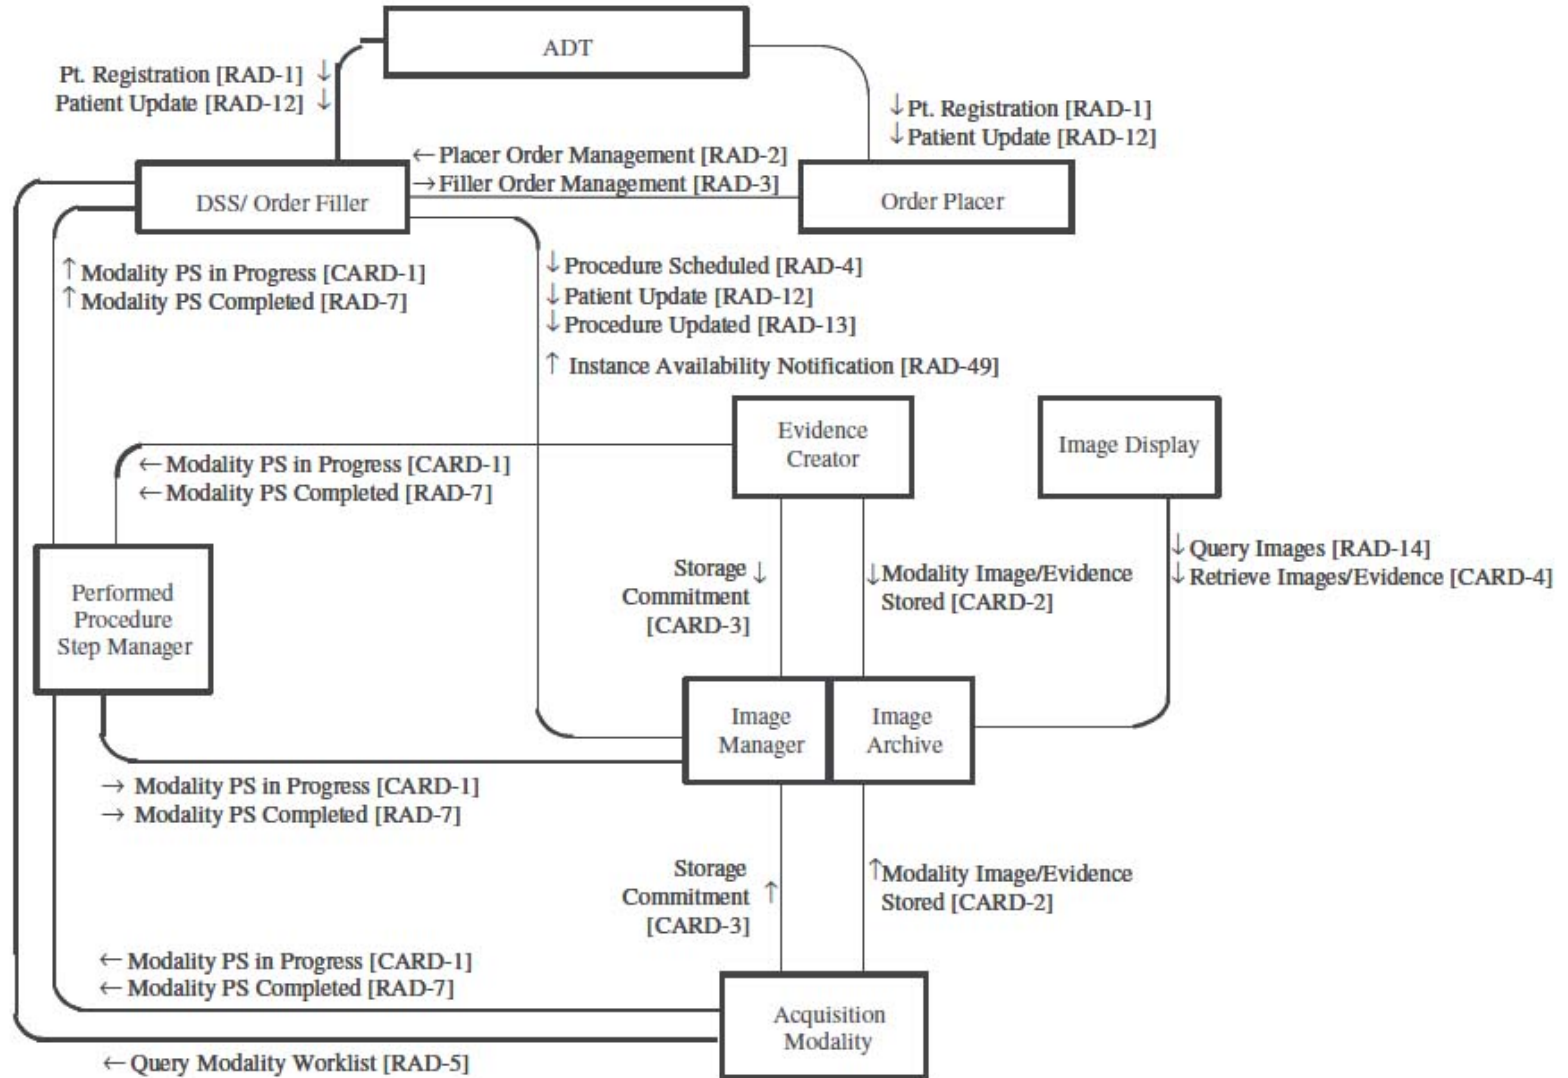 ADT
Pt. Registration [RAD-1] ↓
Patient Update [RAD-12] ↓
↓ Pt. Registration [RAD-1]
↓ Patient Update [RAD-12]
← Placer Order Management [RAD-2]
→ Filler Order Management [RAD-3]
DSS/ Order Filler
Order Placer
↑ Modality PS in Progress [CARD-1]
↑ Modality PS Completed [RAD-7]
↓ Procedure Scheduled [RAD-4]
↓ Patient Update [RAD-12]
↓ Procedure Updated [RAD-13]
↑ Instance Availability Notification [RAD-49]
Evidence
Creator
Image Display
← Modality PS in Progress [CARD-1]
← Modality PS Completed [RAD-7]
Storage ↓
Commitment
[CARD-3]
↓ Modality Image/Evidence
Stored [CARD-2]
↓ Query Images [RAD-14]
↓ Retrieve Images/Evidence [CARD-4]
Performed
Procedure
Step Manager
Image
Manager
Image
Archive
→ Modality PS in Progress [CARD-1]
→ Modality PS Completed [RAD-7]
Storage
Commitment ↑
[CARD-3]
↑ Modality Image/Evidence
Stored [CARD-2]
← Modality PS in Progress [CARD-1]
← Modality PS Completed [RAD-7]
Acquisition
Modality
← Query Modality Worklist [RAD-5]